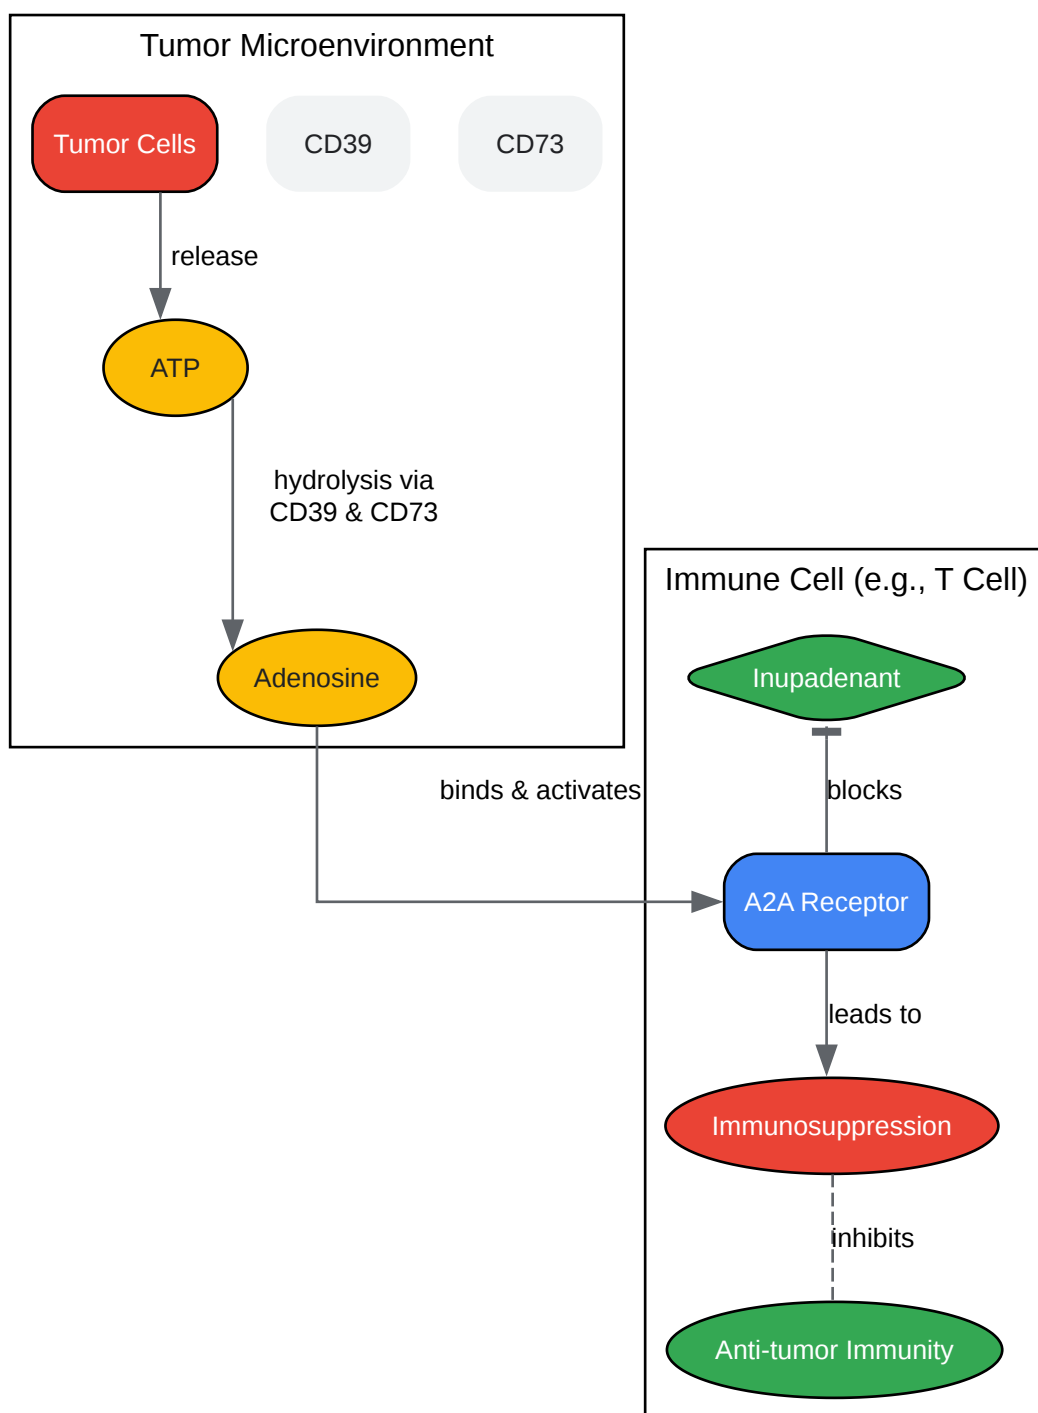 Tumor Microenvironment
Tumor Cells
CD39
CD73
release
ATP
hydrolysis via
CD39 & CD73
Adenosine
binds & activates
Immune Cell (e.g., T Cell)
Inupadenant
blocks
A2A Receptor
leads to
Immunosuppression
inhibits
Anti-tumor Immunity